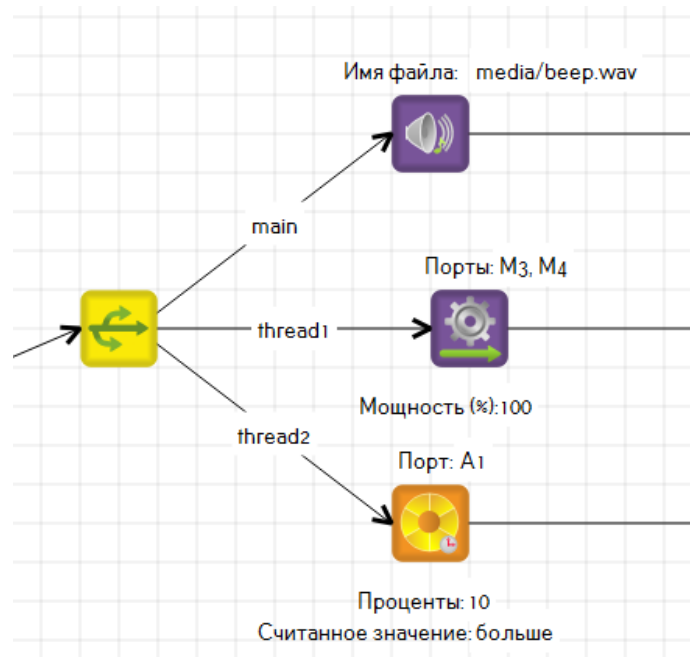 Имя файла: media/beep.wav
main
Порты: M3, M4
thread1
Мощность (%):100
thread2
Порт: A1
Проценты: 10
Считанное значение: больше